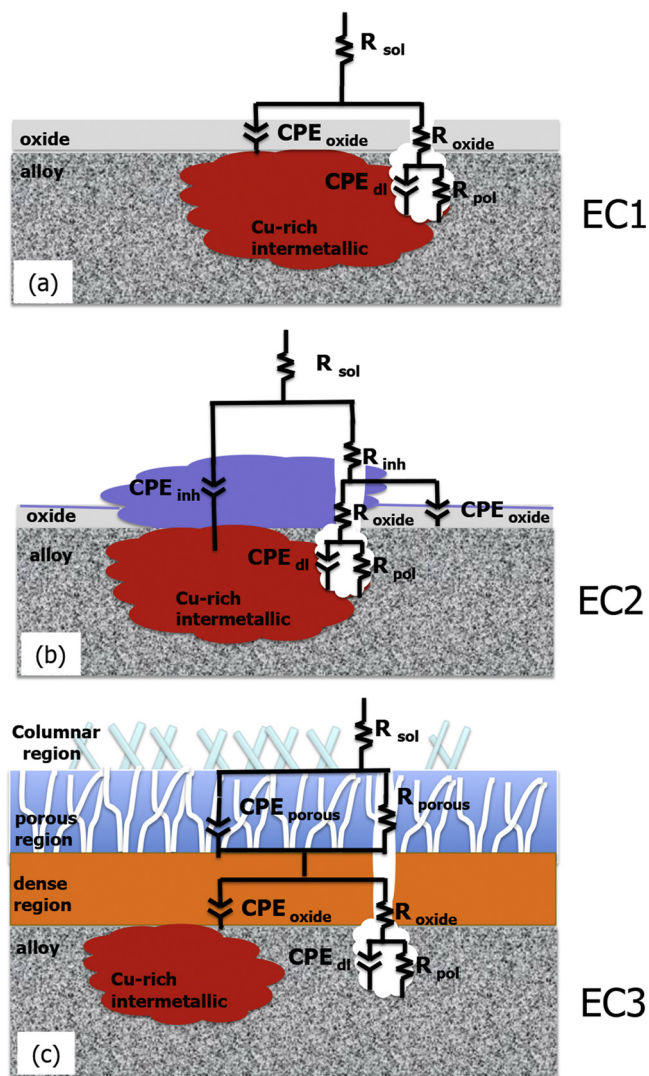 R sol
oxide
CPE oxide
R oxide
alloy
CPE dl
R pol
Cu-rich
intermetallic
EC1
(a)
R sol
R inh
CPE inh
oxide
R oxide
CPE oxide
alloy
CPE dl
R pol
Cu-rich
intermetallic
EC2
(b)
Columnar
region
R sol
porous
region
CPE porous
R porous
dense
region
CPE oxide
R oxide
alloy
CPE dl
R pol
Cu-rich
intermetallic
EC3
(c)